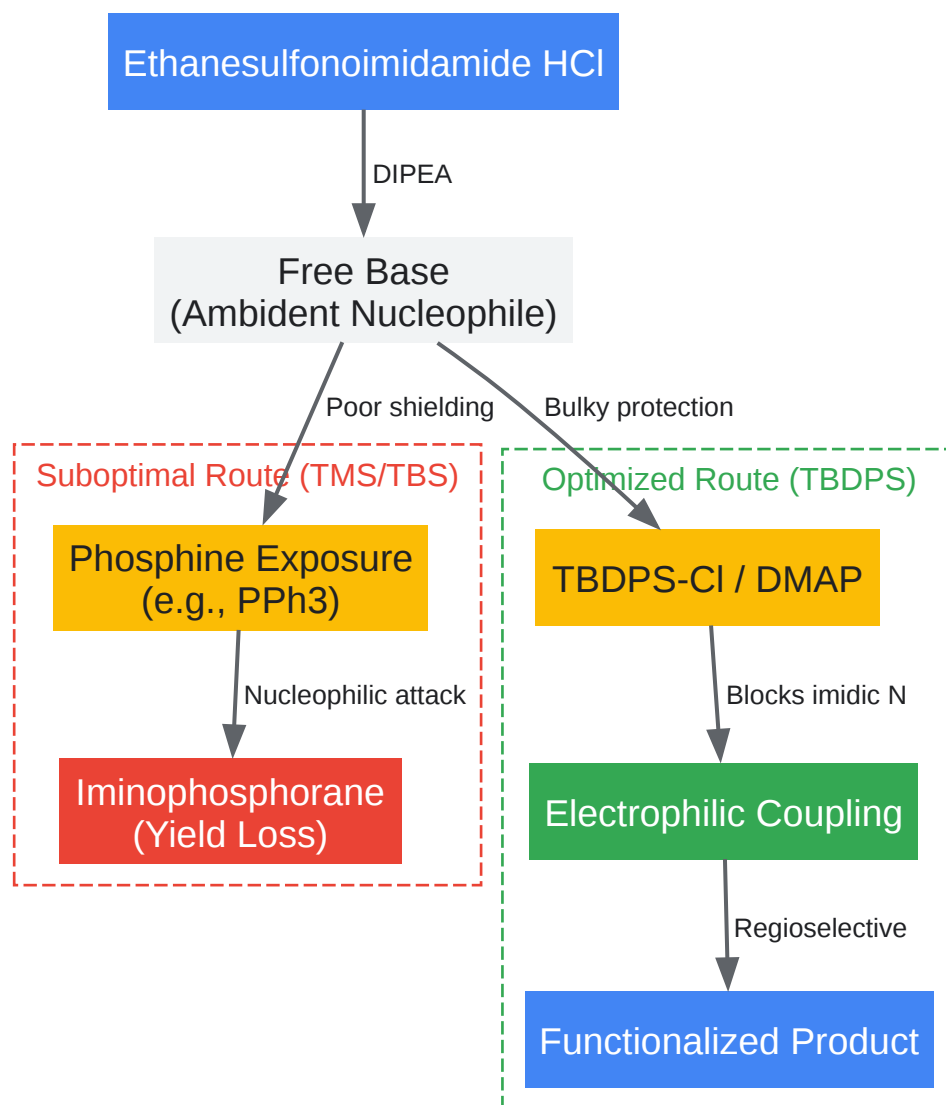 Ethanesulfonoimidamide HCl
DIPEA
Free Base
(Ambident Nucleophile)
Poor shielding
Bulky protection
Suboptimal Route (TMS/TBS)
Optimized Route (TBDPS)
Phosphine Exposure
(e.g., PPh3)
TBDPS-Cl / DMAP
Nucleophilic attack
Blocks imidic N
Iminophosphorane
(Yield Loss)
Electrophilic Coupling
Regioselective
Functionalized Product